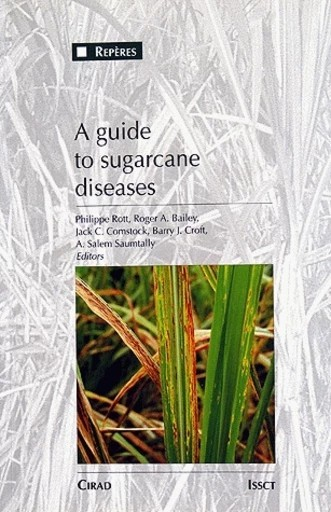 REPÈRES
A guide
to sugarcane
diseases
Philippe Rott, Roger A. Bailey,
Jack C. Comstock, Barry J. Croft,
A. Salem Saumtally
Editors
CIRAD ISSCT